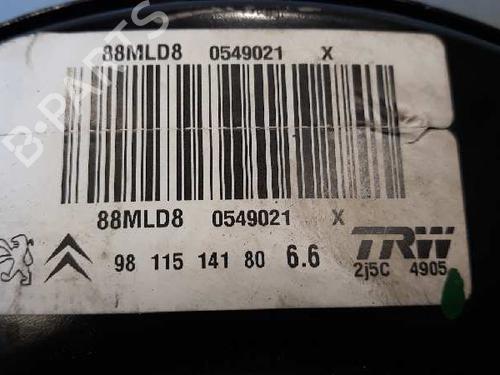 88MLD8 0549021 X
B-PARTS
88MLD8 0549021 X
98 115 141 80 6.6
TRW
2j5C 4905